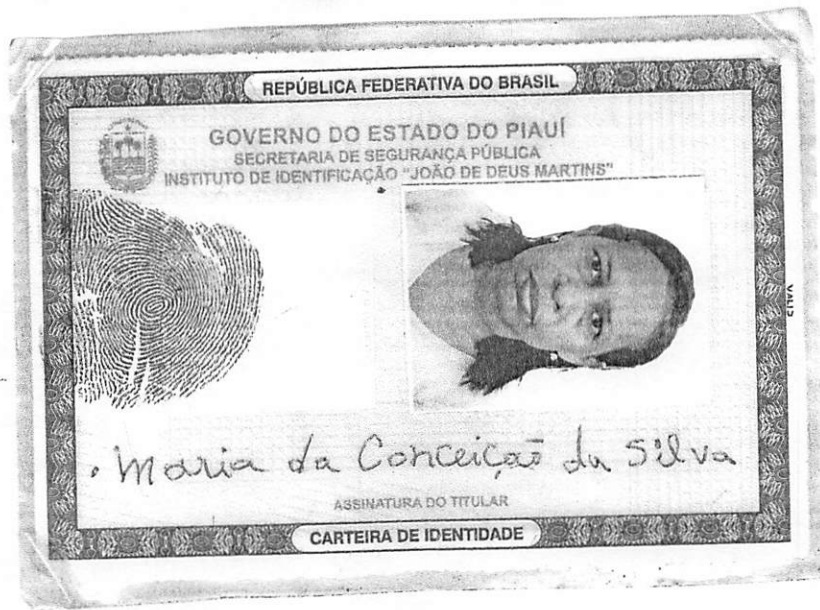 REPÚBLICA FEDERATIVA DO BRASIL
GOVERNO DO ESTADO DO PIAUÍ
SECRETARIA DE SEGURANÇA PÚBLICA
INSTITUTO DE IDENTIFICAÇÃO "JOÃO DE DEUS MARTINS"
Maria da Conceição da Silva
ASSINATURA DO TITULAR
CARTEIRA DE IDENTIDADE